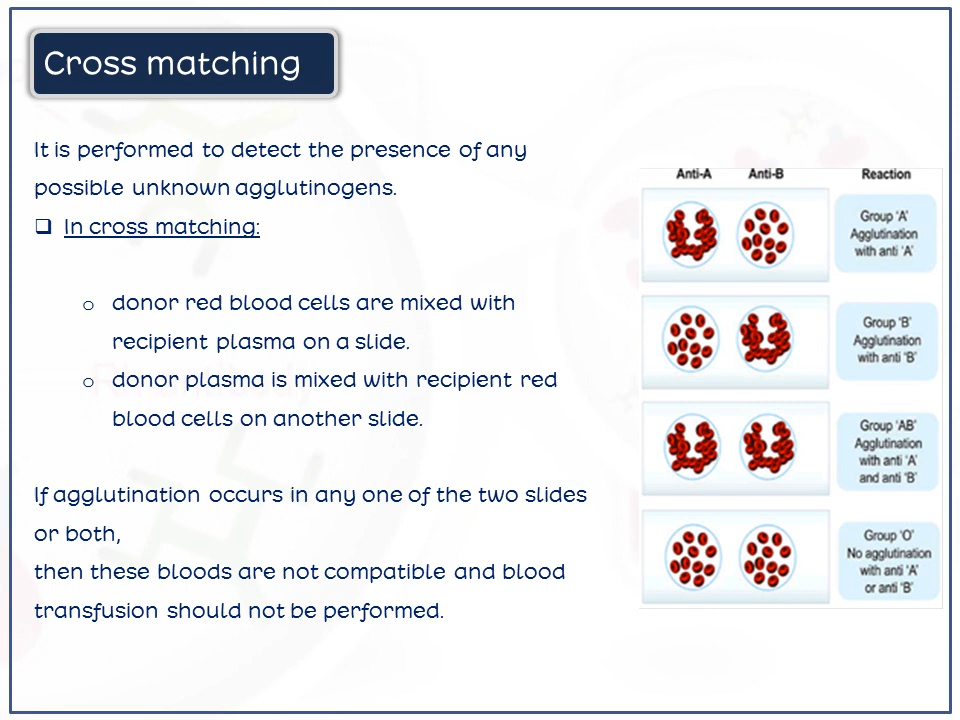 Cross matching
It is performed to detect the presence of any
possible unknown agglutinogens.
❑ In cross matching:
o donor red blood cells are mixed with
recipient plasma on a slide.
o donor plasma is mixed with recipient red
blood cells on another slide.
If agglutination occurs in any one of the two slides
or both,
then these bloods are not compatible and blood
transfusion should not be performed.
Anti-A Anti-B Reaction
Group 'A'
Agglutination
with anti 'A'
Group 'B'
Agglutination
with anti 'B'
Group 'AB'
Agglutination
with anti 'A'
and anti 'B'
Group 'O'
No agglutination
with anti 'A'
or anti 'B'